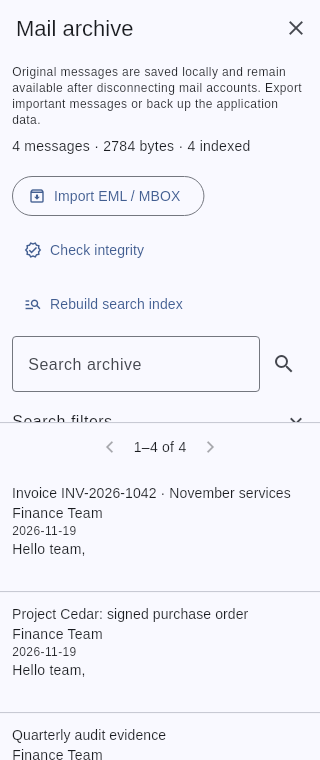 Mail archive
Original messages are saved locally and remain
available after disconnecting mail accounts. Export
important messages or back up the application
data.
4 messages · 2784 bytes · 4 indexed
Import EML / MBOX
Check integrity
Rebuild search index
Search archive
Search filters
1–4 of 4
Invoice INV-2026-1042 · November services
Finance Team
2026-11-19
Hello team,
Project Cedar: signed purchase order
Finance Team
2026-11-19
Hello team,
Quarterly audit evidence
Finance Team